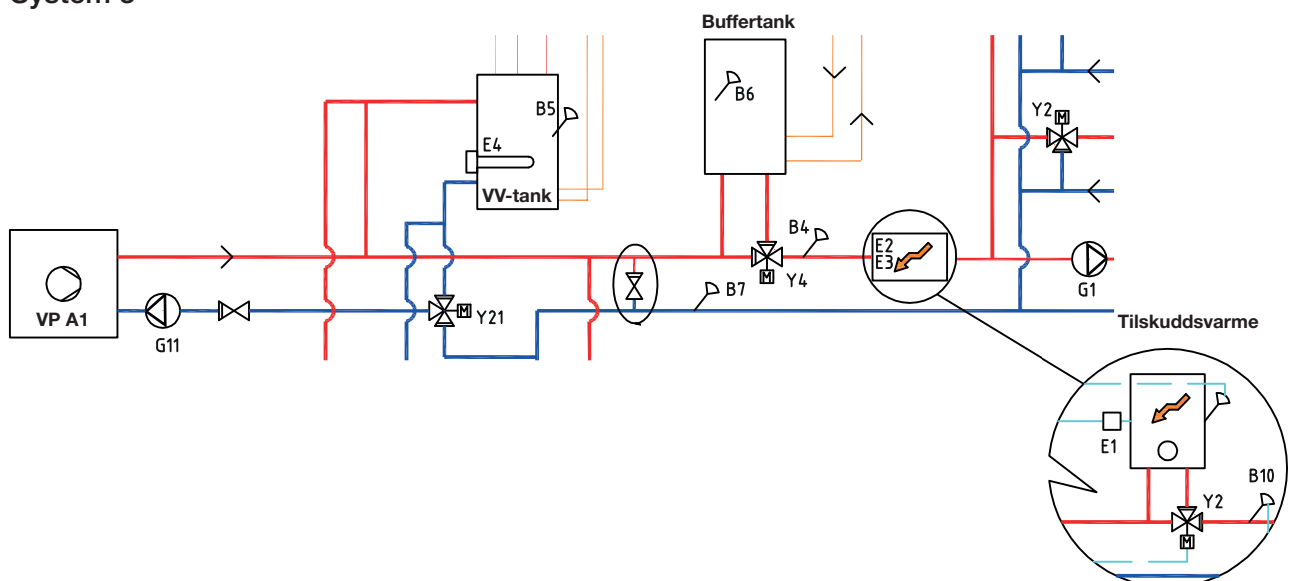 System
Buffertank
B5
B6
Y2
M
E4
VV-tank
B4
E2
E3
VP A1
G11
M
Y21
B7
M
Y4
G1
Tilskuddsvarme
E1
B10
Y2
M